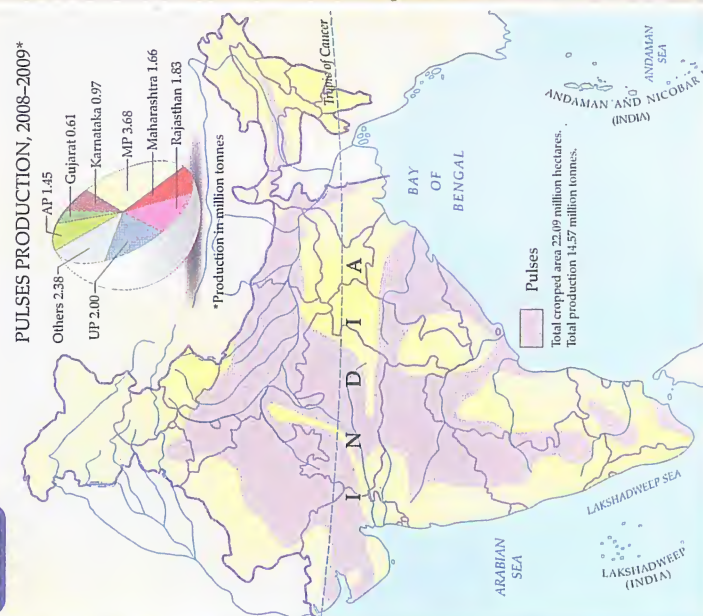 PULSES PRODUCTION, 2008–2009*
AP 1.45
Gujarat 0.61
Karnataka 0.97
MP 3.68
Maharashtra 1.66
Rajasthan 1.83
Others 2.38
UP 2.00
*Production in million tonnes
Tropic of Caucer
I N D I A
ARABIAN
SEA
BAY
OF
BENGAL
Pulses
Total cropped area 22.09 million hectares.
Total production 14.57 million tonnes.
LAKSHADWEEP SEA
LAKSHADWEEP
(INDIA)
ANDAMAN AND NICOBAR
(INDIA)
ANDAMAN
SEA